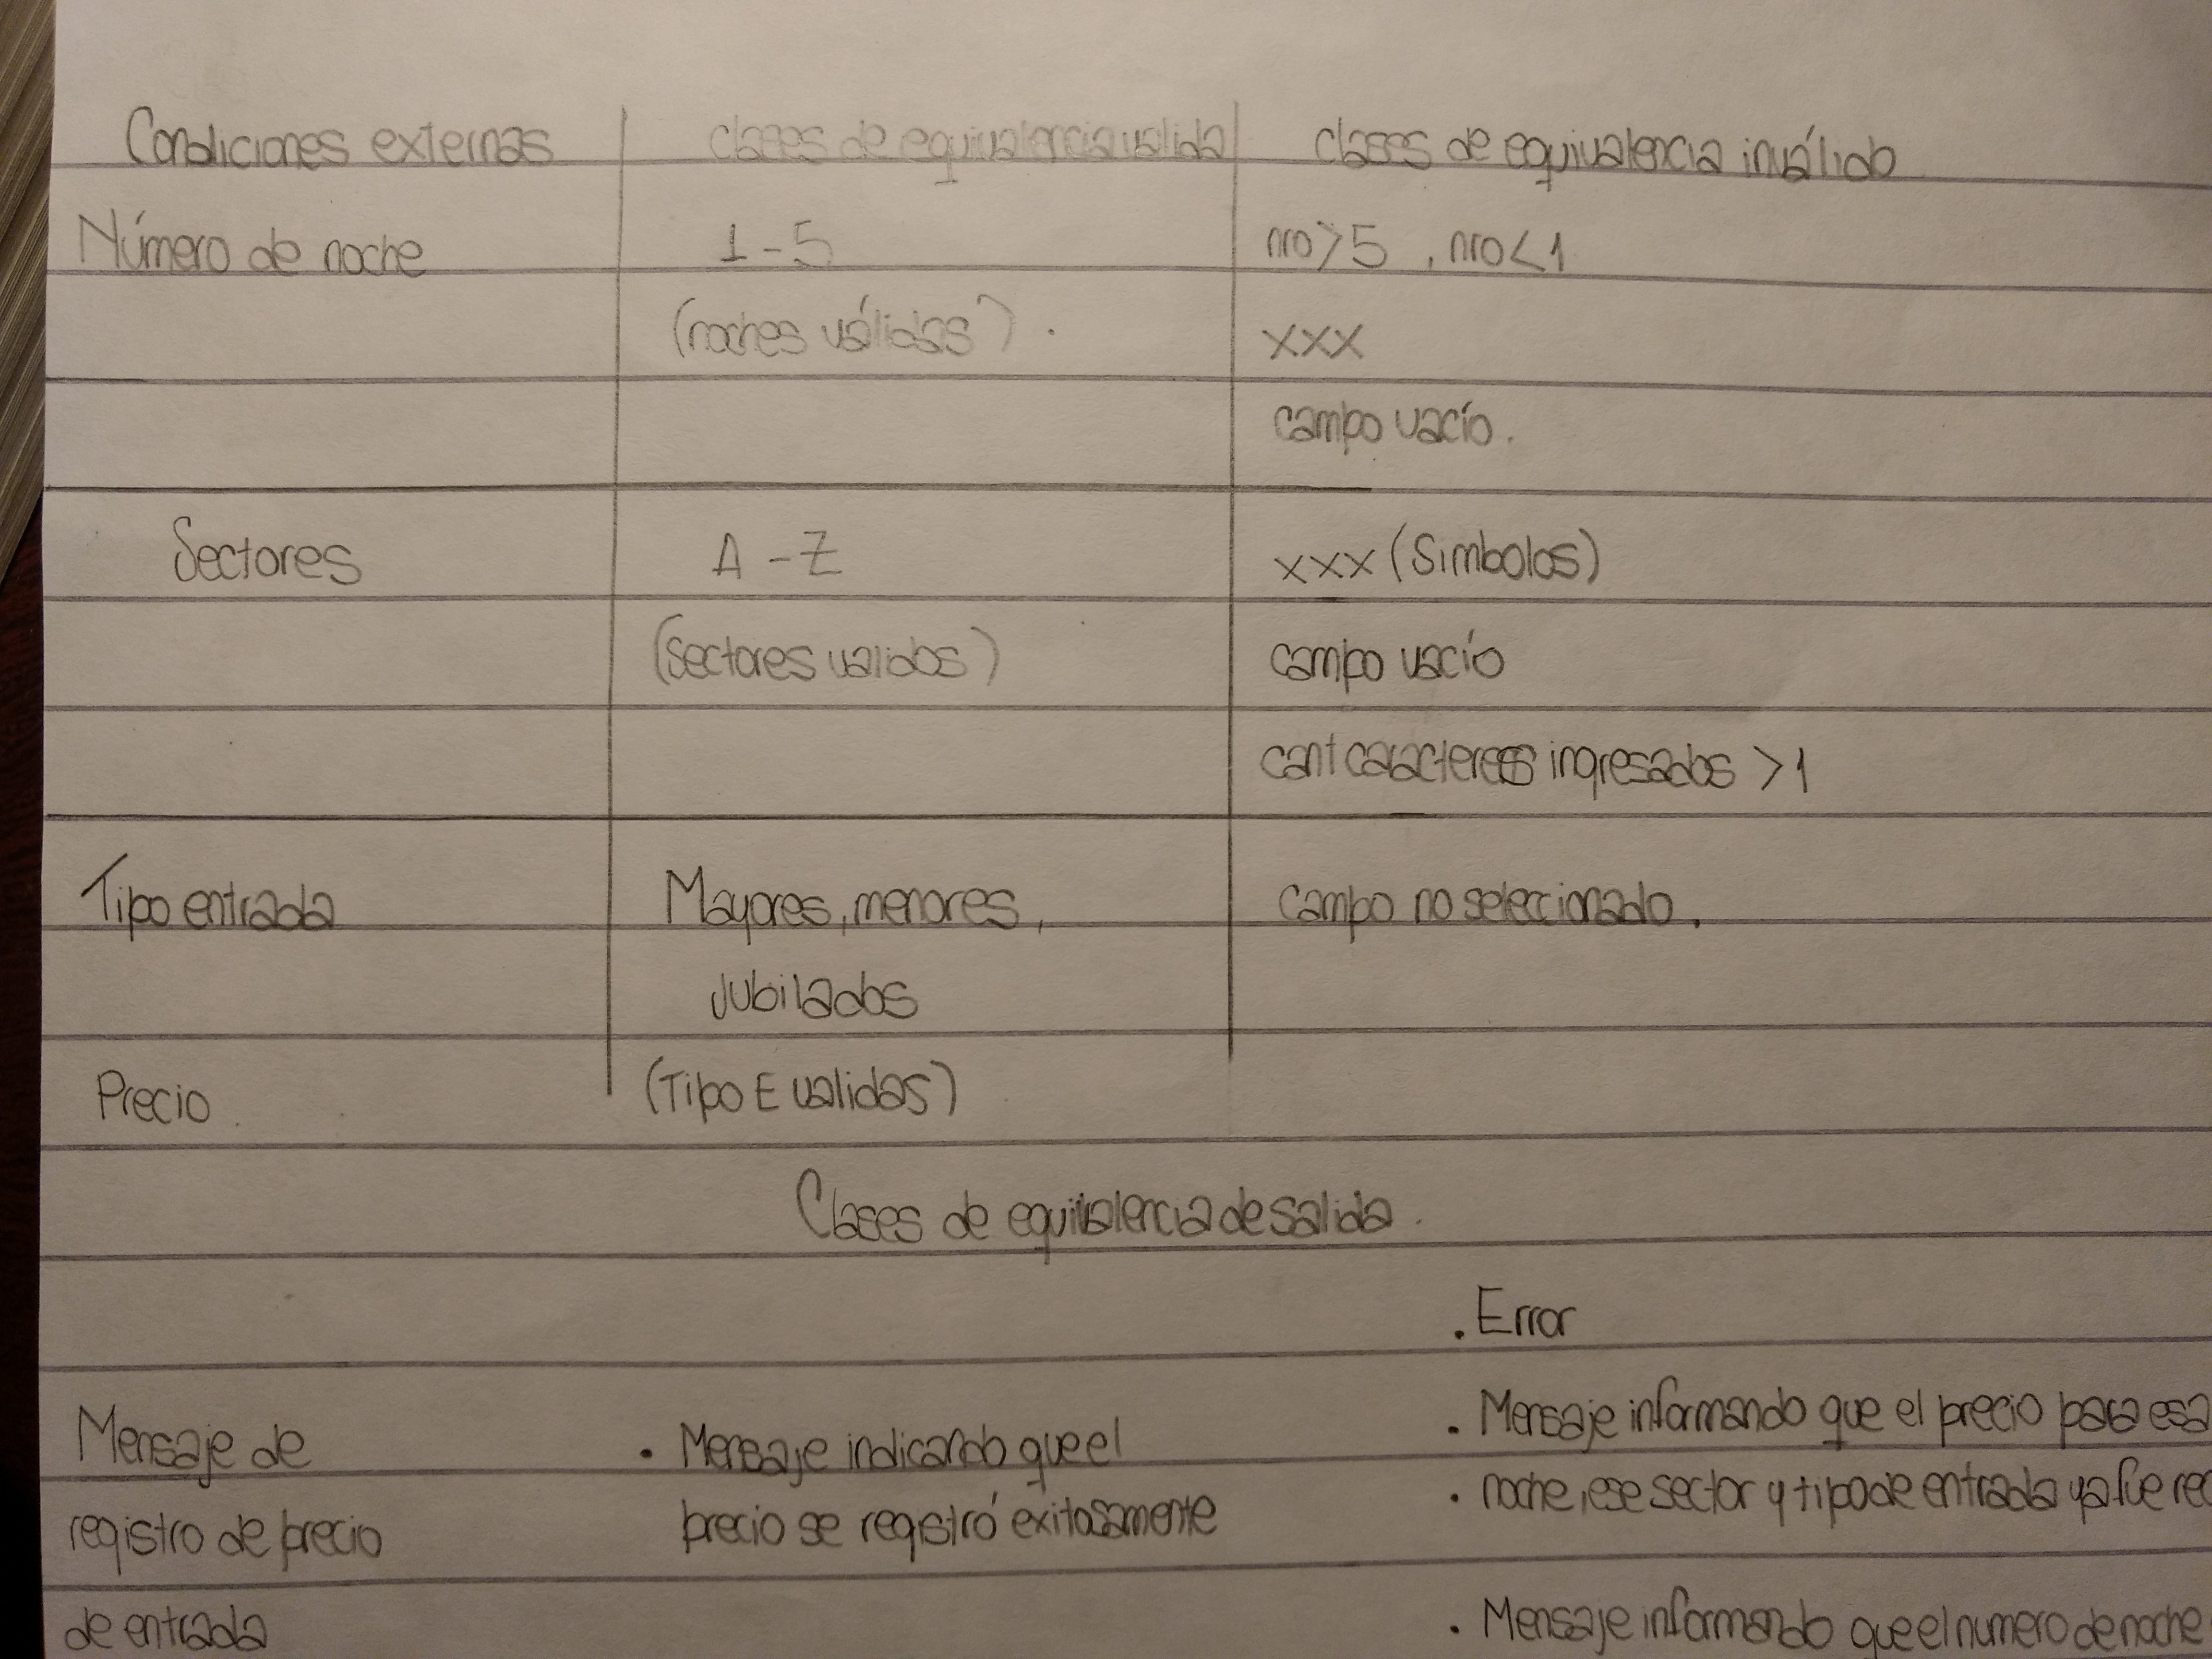 Condiciones externas clases de equivalencia valida clases de equivalencia inválido
Número de noche 1-5 nro>5 , nro<1
(noches válidas). xxx
campo vacío.
Sectores A-Z xxx (Simbolos)
(Sectores validos) campo vacío
cant caracteres ingresados >1
Tipo entrada Mayores, menores, campo no seleccionado.
Jubilados
Precio. (Tipo E validas)
Clases de equivalencia de salida.
. Error
Mensaje de . Mensaje indicando que el . Mensaje informando que el precio para esa
registro de precio precio se registró exitosamente . noche, ese sector y tipo de entrada ya fue
de entrada . Mensaje informando que el numero de noche